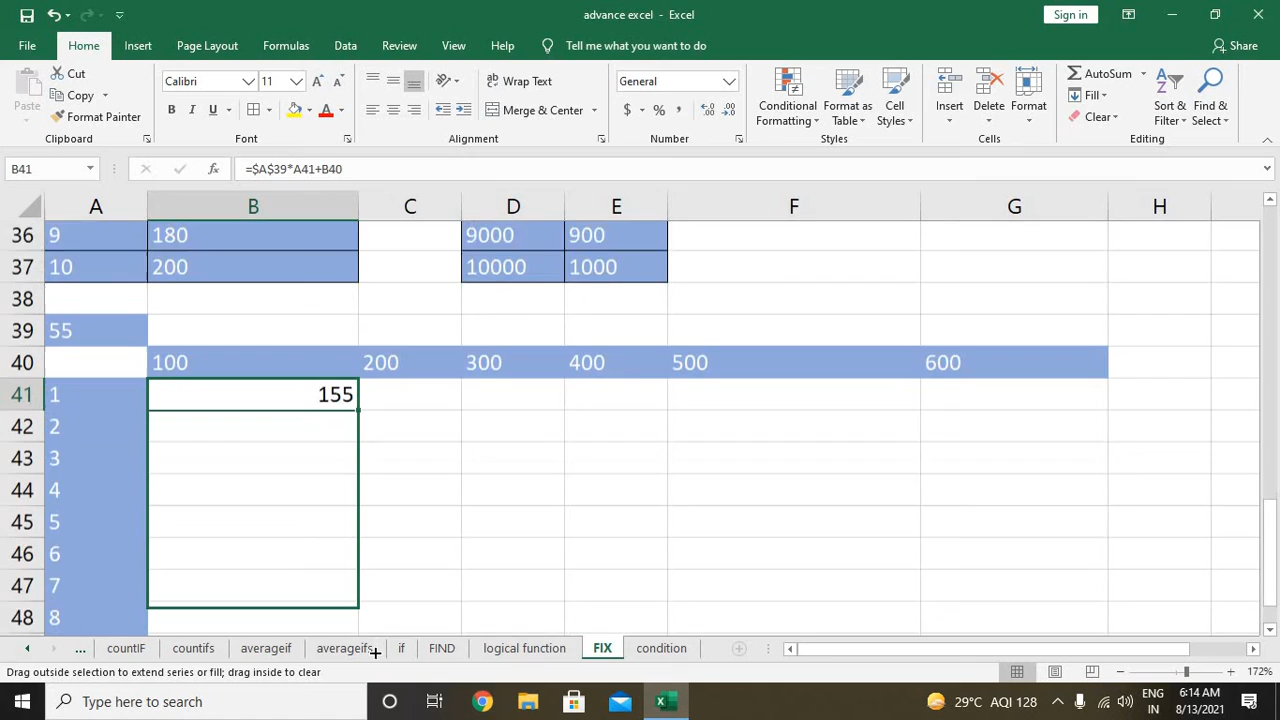 advance excel - Excel
Sign in
File Home Insert Page Layout Formulas Data Review View Help Tell me what you want to do Share
Paste Cut Copy Format Painter Clipboard
Calibri 11 B I U A Font
ab Wrap Text Merge & Center Alignment
General $ % , Number
Conditional Formatting Format as Table Cell Styles Styles
Insert Delete Format Cells
AutoSum Fill Clear Sort & Filter Find & Select Editing
B41 fx =$A$39*A41+B40
A B C D E F G H
36 9 180 9000 900
37 10 200 10000 1000
38
39 55
40 100 200 300 400 500 600
41 1 155
42 2
43 3
44 4
45 5
46 6
47 7
48 8
... countIF countifs averageif averageifs if FIND logical function FIX condition
Drag outside selection to extend series or fill; drag inside to clear 172%
Type here to search 29°C AQI 128 ENG IN 6:14 AM 8/13/2021